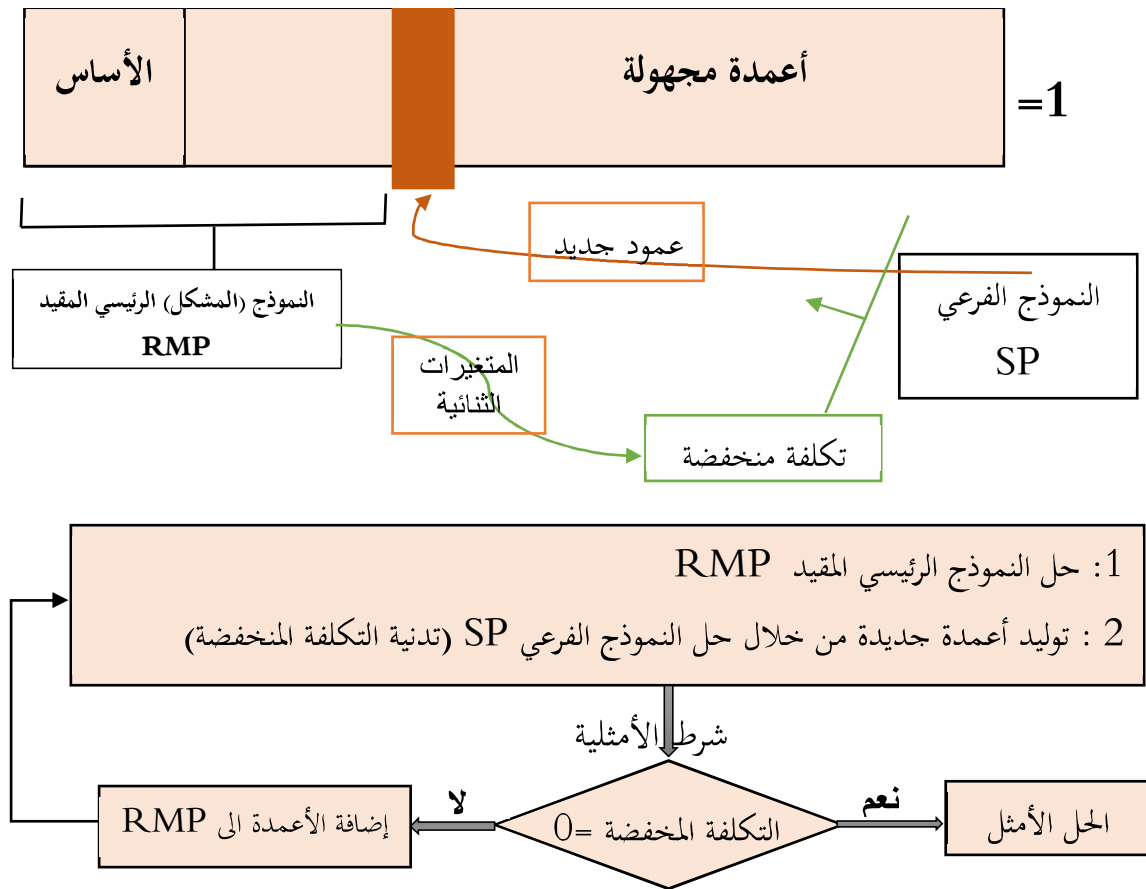 الأساس
أعمدة مجهولة
=1
عمود جديد
النموذج الفرعي
SP
النموذج (المشكل) الرئيسي المقيد
RMP
المتغيرات
الثنائية
تكلفة منخفضة
1: حل النموذج الرئيسي المقيد RMP
2 : توليد أعمدة جديدة من خلال حل النموذج الفرعي SP (تدنية التكلفة المنخفضة)
شرط الأمثلية
نعم
لا
الحل الأمثل
التكلفة المخفضة =0
إضافة الأعمدة الى RMP